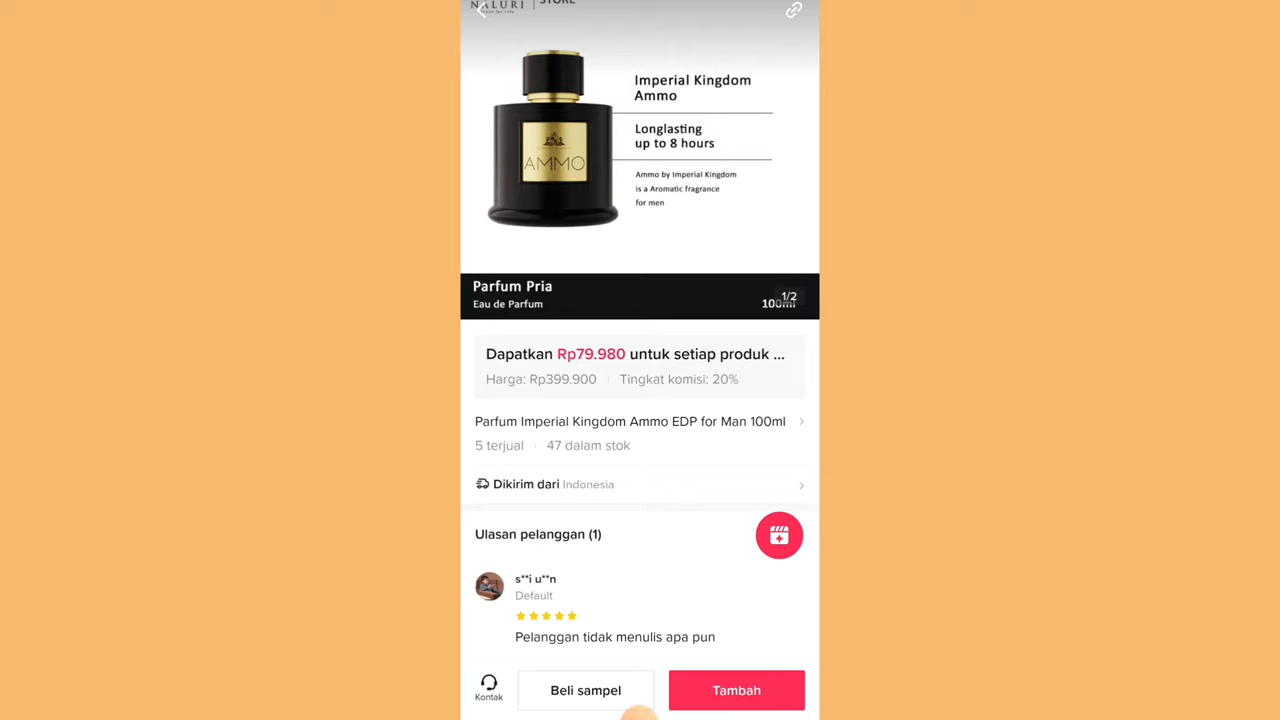 NALURI | STORE
Imperial Kingdom
Ammo
Longlasting
up to 8 hours
AMMO
Ammo by Imperial Kingdom
is a Aromatic fragrance
for men
Parfum Pria
1/2
Eau de Parfum
100ml
Dapatkan Rp79.980 untuk setiap produk ...
Harga: Rp399.900 Tingkat komisi: 20%
Parfum Imperial Kingdom Ammo EDP for Man 100ml
5 terjual 47 dalam stok
Dikirim dari Indonesia
Ulasan pelanggan (1)
s**i u**n
Default
Pelanggan tidak menulis apa pun
Kontak
Beli sampel
Tambah